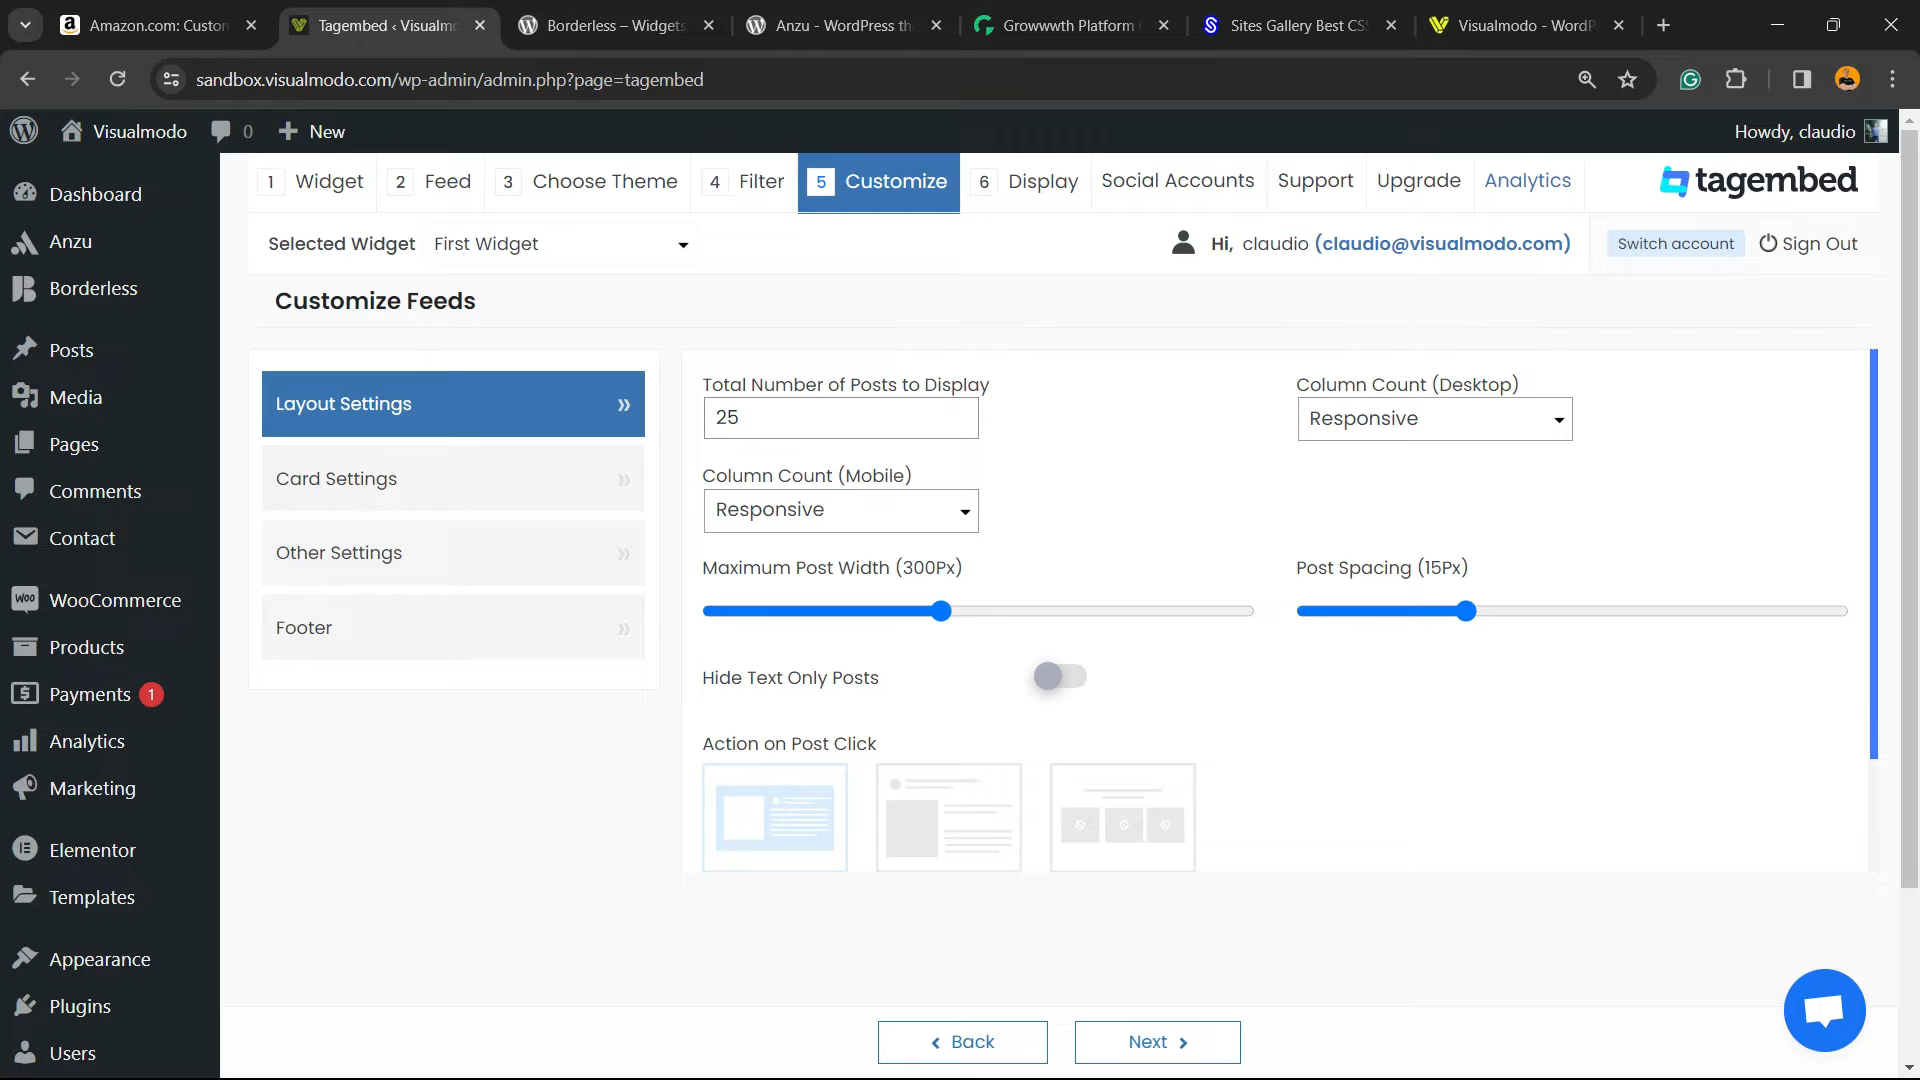 Amazon.com: Custon
Tagembed ‹ Visualmo
Borderless – Widgets
Anzu - WordPress th
Growwwth Platform
Sites Gallery Best CSS
Visualmodo - WordP
sandbox.visualmodo.com/wp-admin/admin.php?page=tagembed
Visualmodo
0
New
Howdy, claudio
1 Widget
2 Feed
3 Choose Theme
4 Filter
5 Customize
6 Display
Social Accounts
Support
Upgrade
Analytics
tagembed
Selected Widget
First Widget
Hi, claudio (claudio@visualmodo.com)
Switch account
Sign Out
Dashboard
Anzu
Borderless
Posts
Media
Pages
Comments
Contact
WooCommerce
Products
Payments 1
Analytics
Marketing
Elementor
Templates
Appearance
Plugins
Users
Customize Feeds
Layout Settings »
Card Settings »
Other Settings »
Footer »
Total Number of Posts to Display
25
Column Count (Desktop)
Responsive
Column Count (Mobile)
Responsive
Maximum Post Width (300Px)
Post Spacing (15Px)
Hide Text Only Posts
Action on Post Click
Back
Next